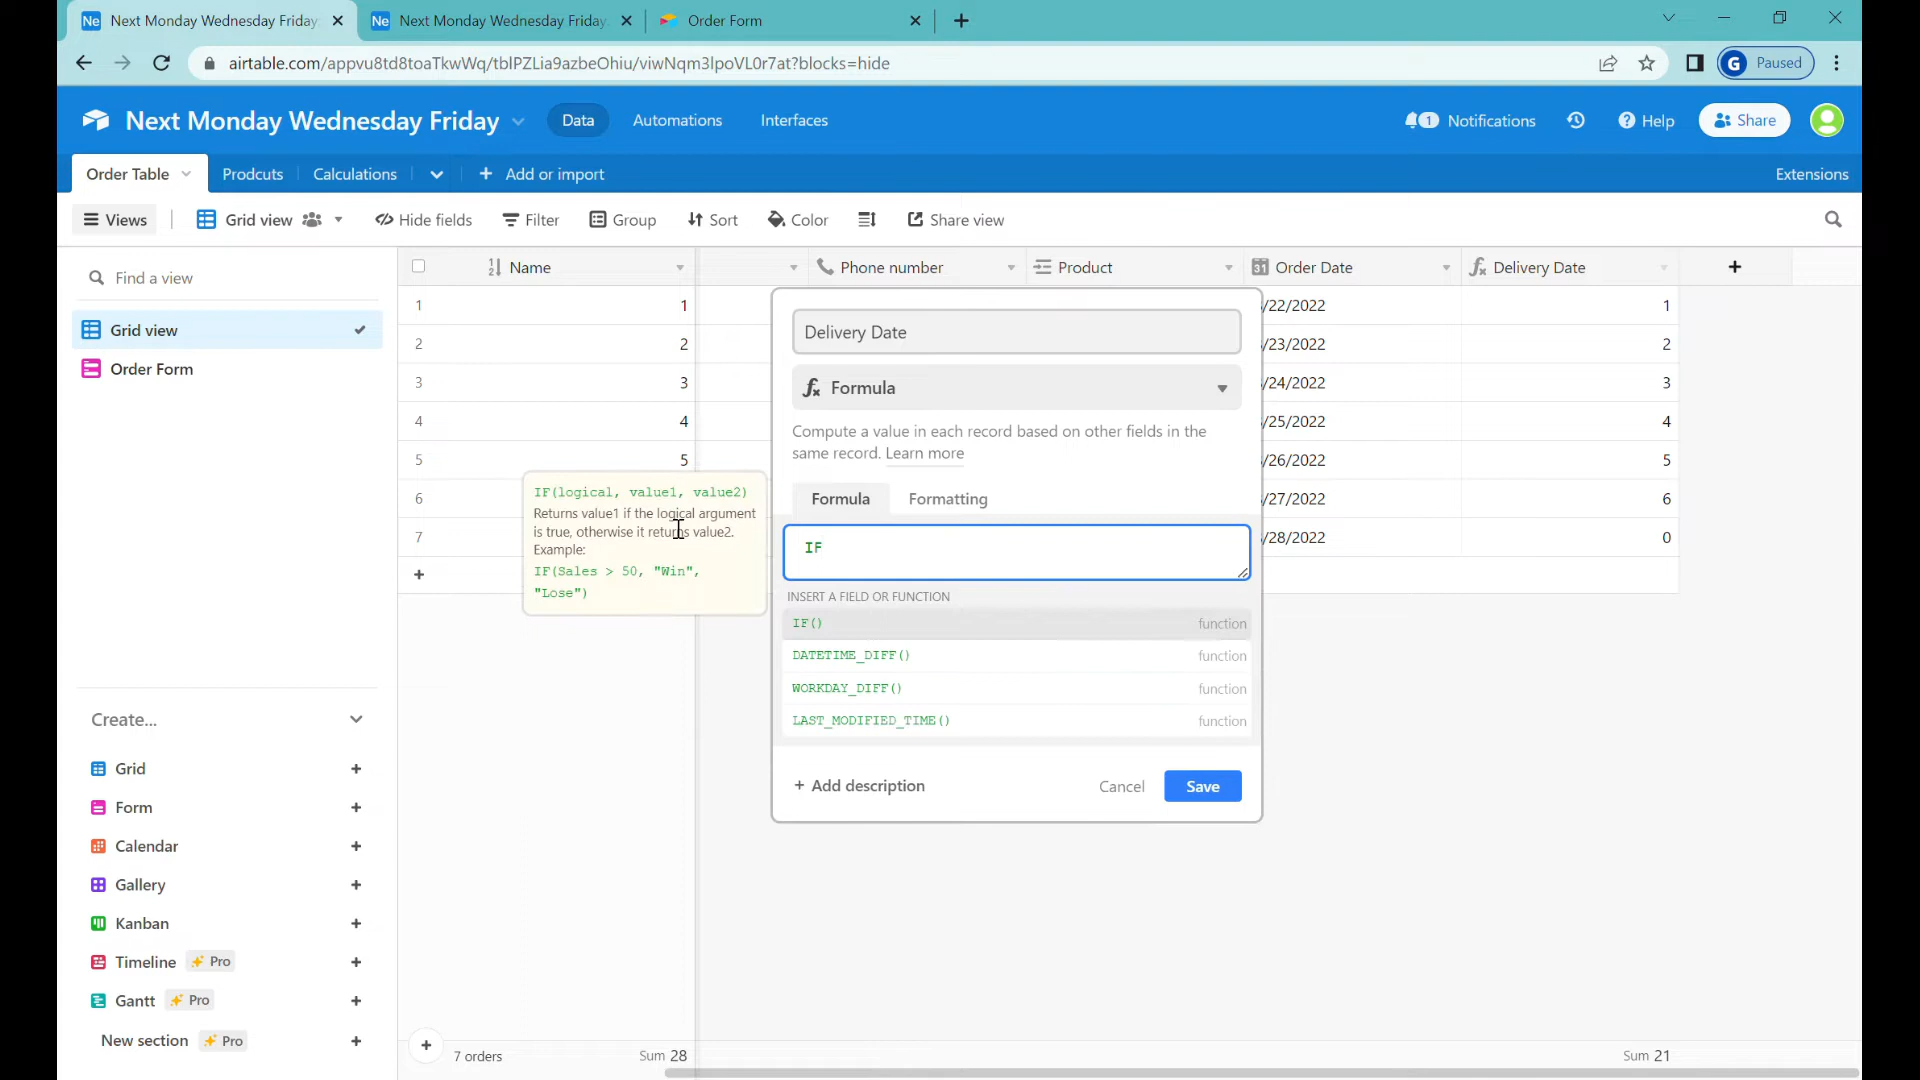 Ne Next Monday Wednesday Friday
Ne Next Monday Wednesday Friday
Order Form
airtable.com/appvu8td8toaTkwWq/tblPZLia9azbeOhiu/viwNqm3lpoVL0r7at?blocks=hide
G Paused
Next Monday Wednesday Friday
Data
Automations
Interfaces
1 Notifications
Help
Share
Order Table
Prodcuts
Calculations
Add or import
Extensions
Views
Grid view
Hide fields
Filter
Group
Sort
Color
Share view
Find a view
Grid view
Order Form
Create...
Grid
Form
Calendar
Gallery
Kanban
Timeline Pro
Gantt Pro
New section Pro
Name
Phone number
Product
Order Date
Delivery Date
1 1 /22/2022 1
2 2 /23/2022 2
3 3 /24/2022 3
4 4 /25/2022 4
5 5 /26/2022 5
6 /27/2022 6
7 /28/2022 0
IF(logical, value1, value2)
Returns value1 if the logical argument
is true, otherwise it returns value2.
Example:
IF(Sales > 50, "Win",
"Lose")
Delivery Date
Formula
Compute a value in each record based on other fields in the
same record. Learn more
Formula
Formatting
IF
INSERT A FIELD OR FUNCTION
IF() function
DATETIME_DIFF() function
WORKDAY_DIFF() function
LAST_MODIFIED_TIME() function
+ Add description
Cancel
Save
7 orders
Sum 28
Sum 21